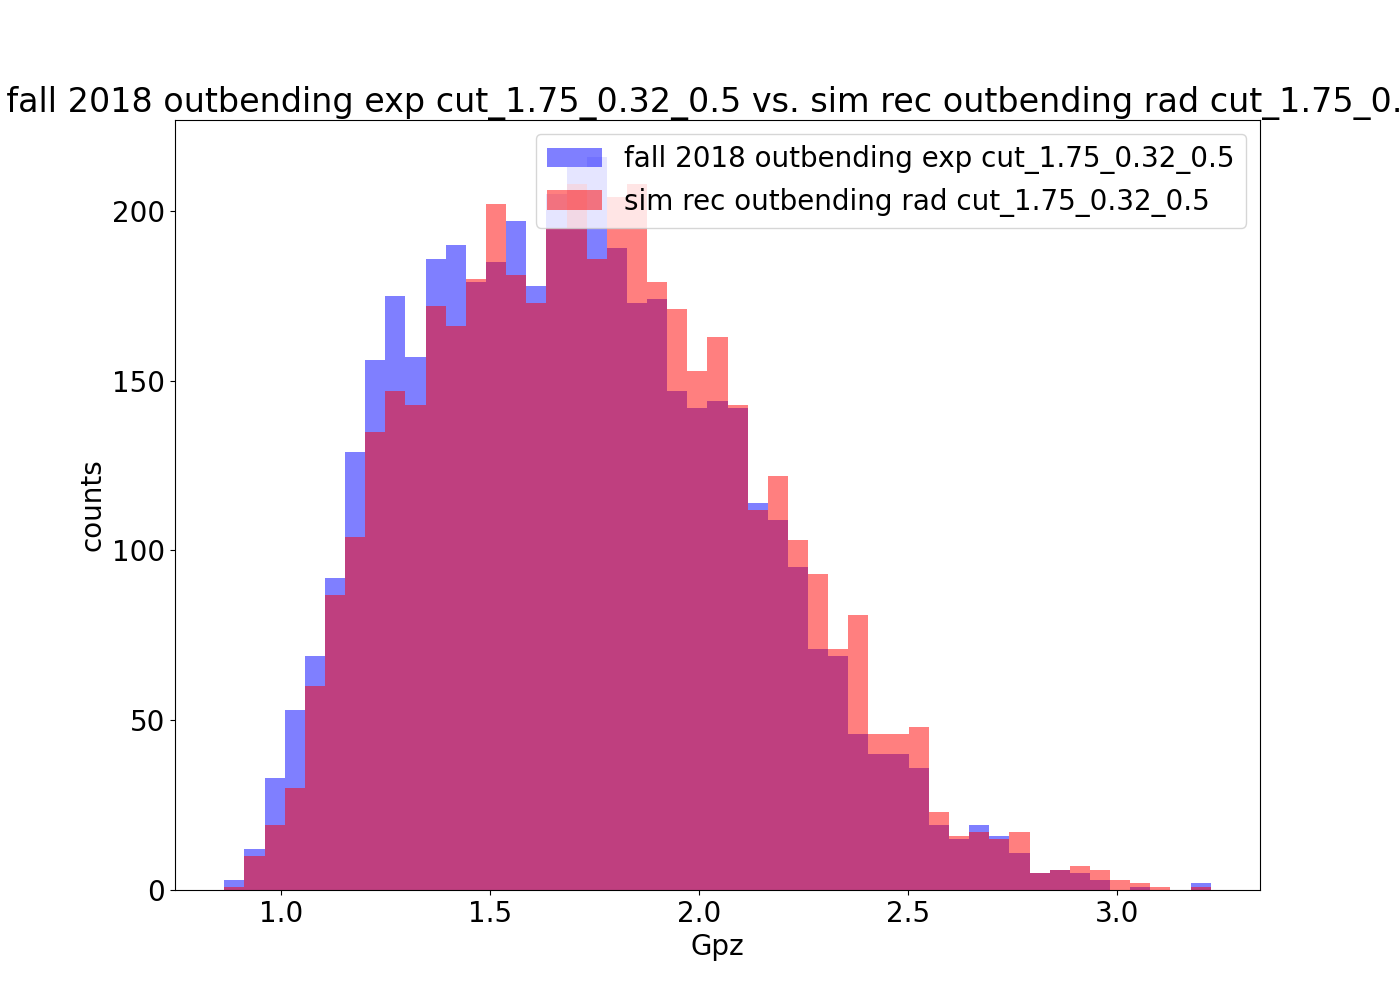 fall 2018 outbending exp cut_1.75_0.32_0.5 vs. sim rec outbending rad cut_1.75_0.
fall 2018 outbending exp cut_1.75_0.32_0.5
sim rec outbending rad cut_1.75_0.32_0.5
200
150
100
50
0
counts
1.0 1.5 2.0 2.5 3.0
Gpz